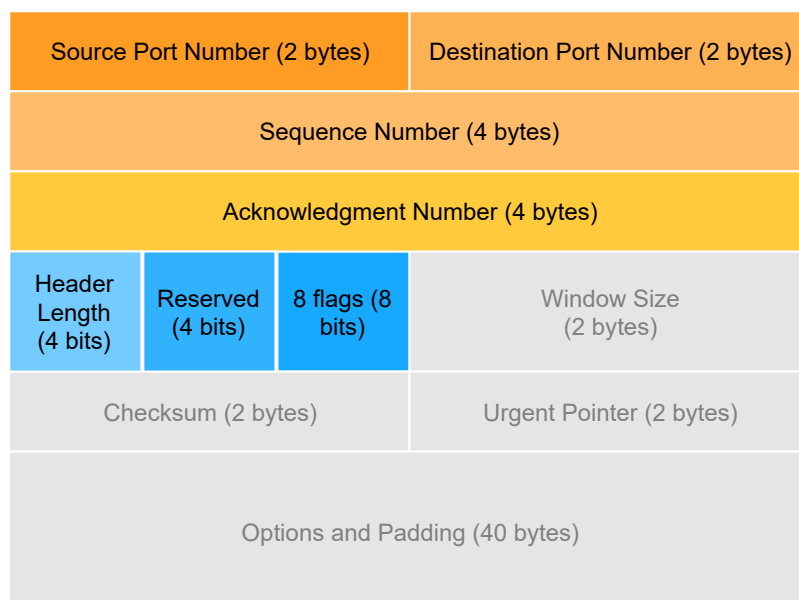 Source Port Number (2 bytes)
Destination Port Number (2 bytes)
Sequence Number (4 bytes)
Acknowledgment Number (4 bytes)
Header
Length
(4 bits)
Reserved
(4 bits)
8 flags (8
bits)
Window Size
(2 bytes)
Checksum (2 bytes)
Urgent Pointer (2 bytes)
Options and Padding (40 bytes)